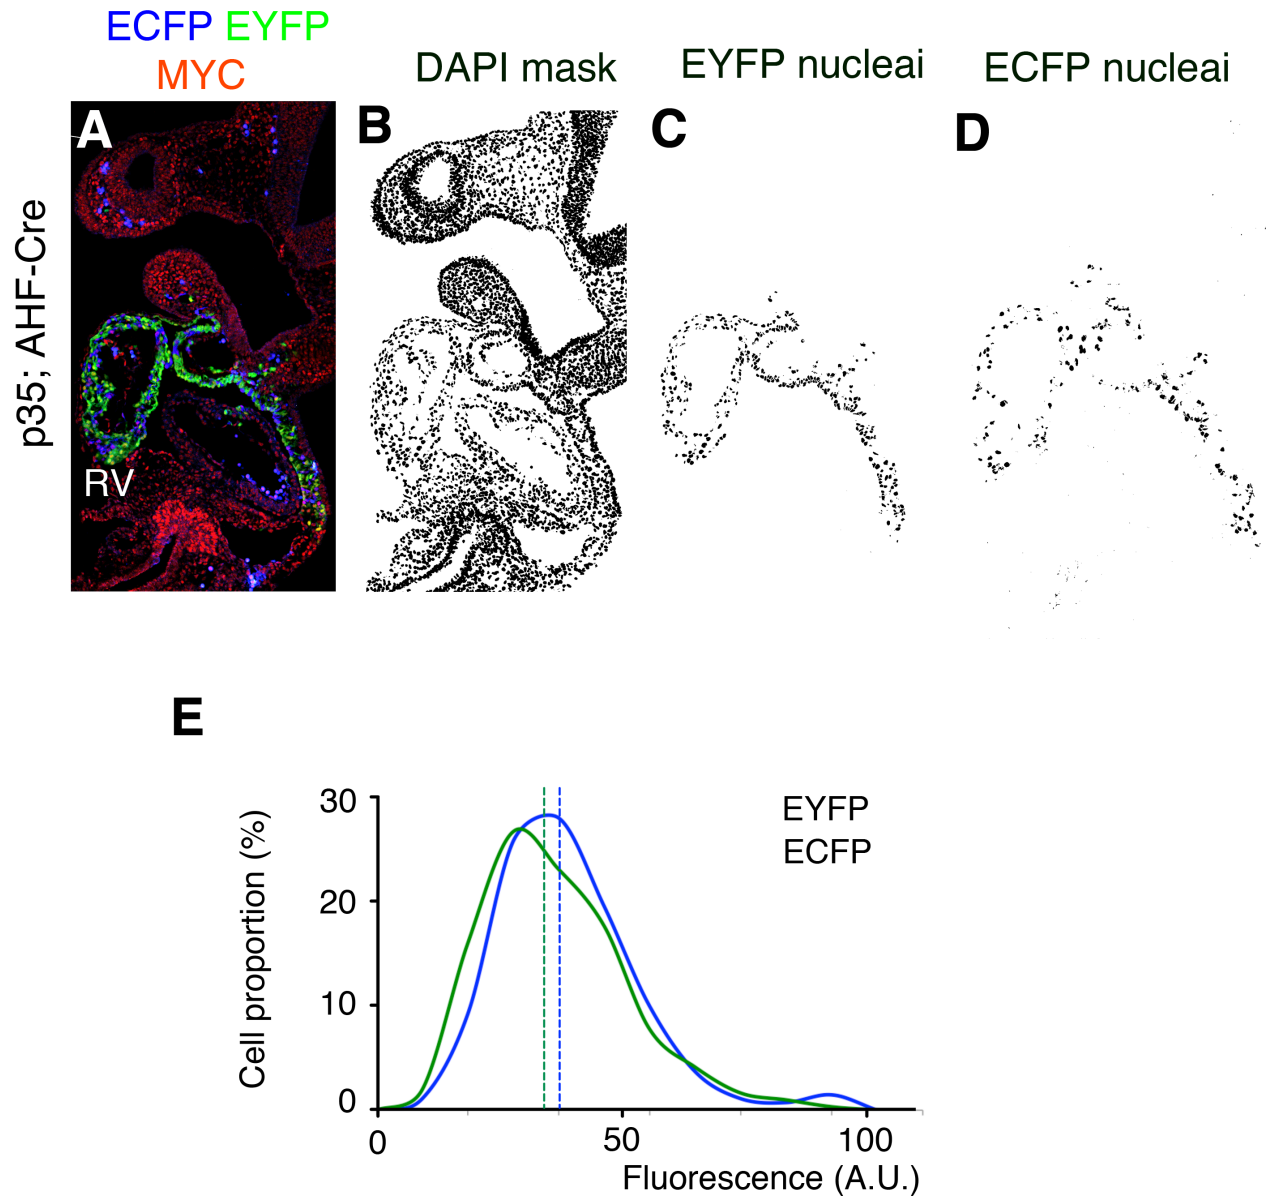 ECFP EYFP
MYC
DAPI mask
EYFP nucleai
ECFP nucleai
A
B
C
D
p35; AHF-Cre
RV
E
Cell proportion (%)
30
20
10
0
EYFP
ECFP
0
50
100
Fluorescence (A.U.)